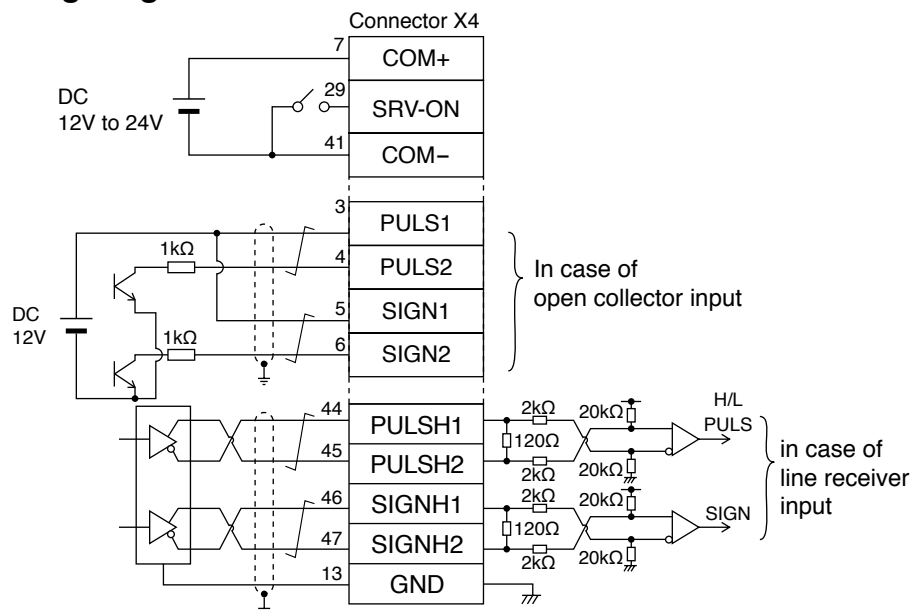 Connector X4
7
COM+
DC
12V to 24V
29
SRV-ON
41
COM−
3
PULS1
1kΩ
4
PULS2
In case of
open collector input
5
SIGN1
DC
12V
1kΩ
6
SIGN2
44
PULSH1
2kΩ
20kΩ
H/L
PULS
120Ω
45
PULSH2
2kΩ
20kΩ
in case of
line receiver
input
46
SIGNH1
2kΩ
20kΩ
SIGN
120Ω
47
SIGNH2
2kΩ
20kΩ
13
GND